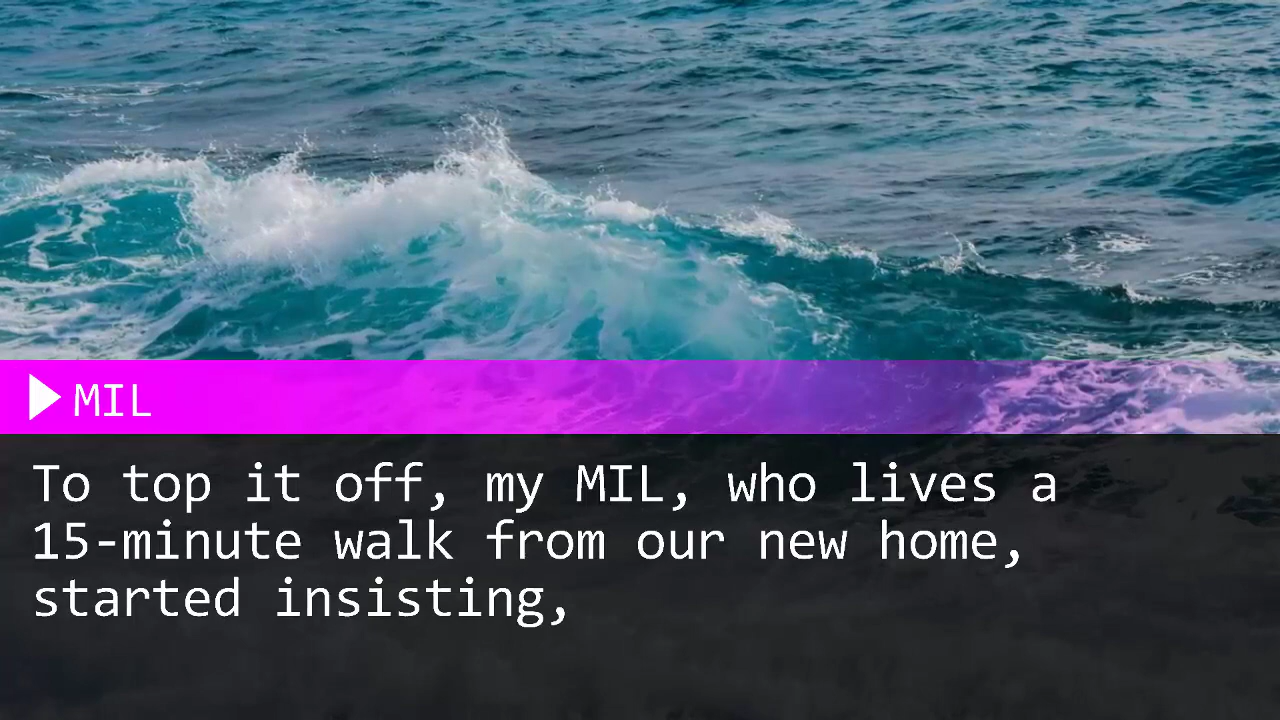 MIL
To top it off, my MIL, who lives a
15-minute walk from our new home,
started insisting,